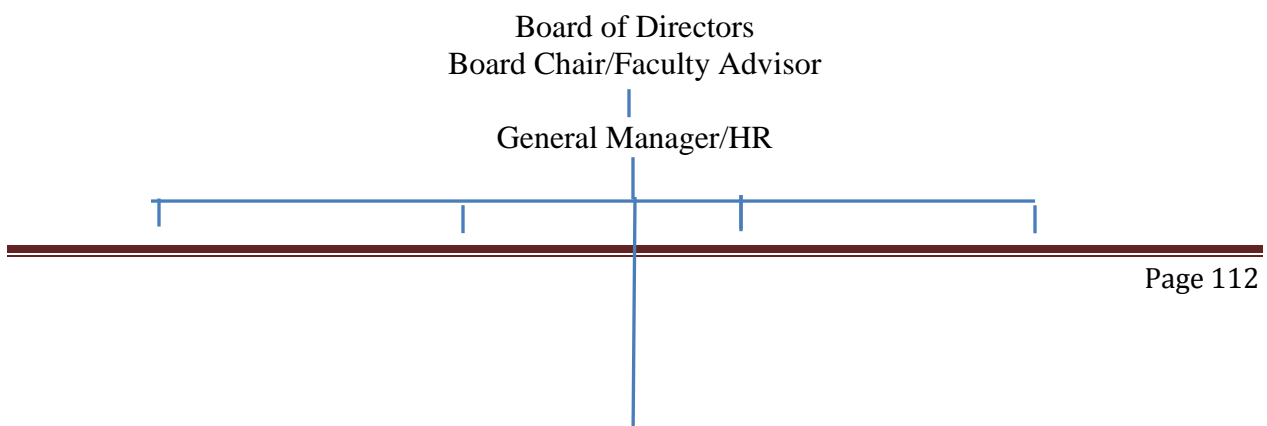 Board of Directors
Board Chair/Faculty Advisor
General Manager/HR
Page 112